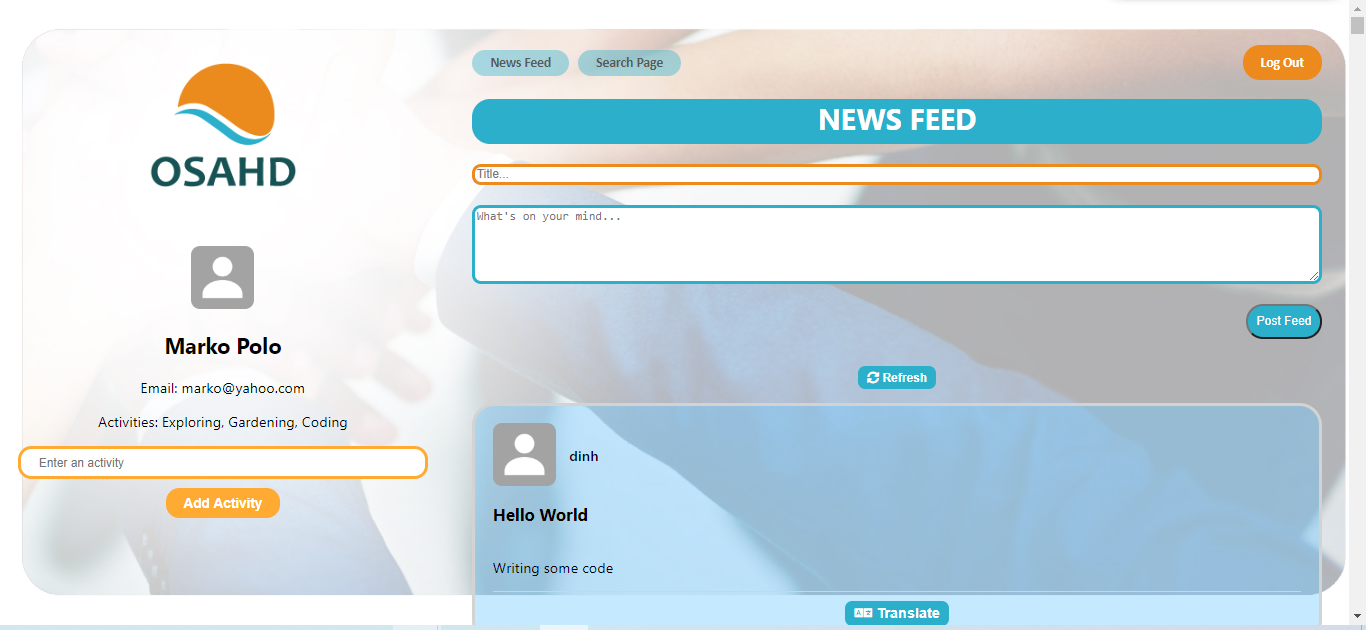 OSAHD
Marko Polo
Email: marko@yahoo.com
Activities: Exploring, Gardening, Coding
Enter an activity
Add Activity
News Feed
Search Page
Log Out
NEWS FEED
Title...
What's on your mind...
Post Feed
Refresh
dinh
Hello World
Writing some code
Translate